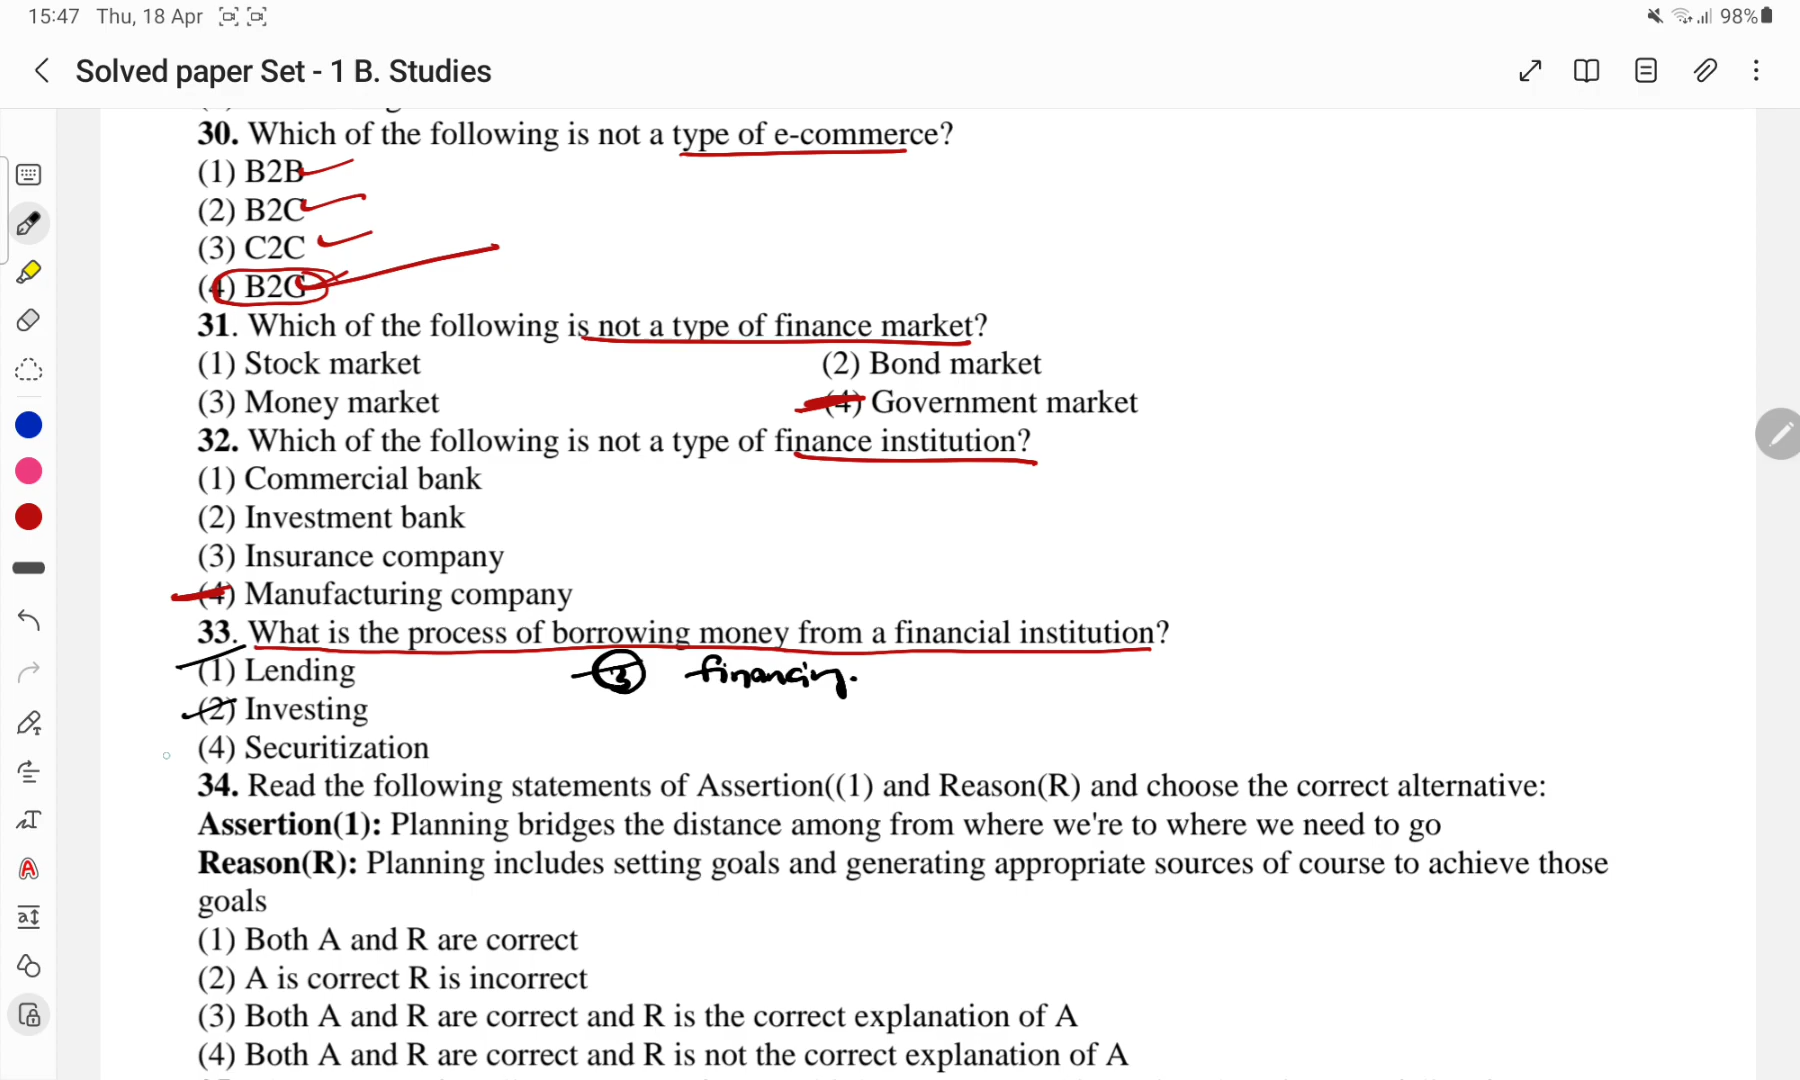 15:47 Thu, 18 Apr
98%
Solved paper Set - 1 B. Studies
30. Which of the following is not a type of e-commerce?
(1) B2B
(2) B2C
(3) C2C
(4) B2G
31. Which of the following is not a type of finance market?
(1) Stock market (2) Bond market
(3) Money market (4) Government market
32. Which of the following is not a type of finance institution?
(1) Commercial bank
(2) Investment bank
(3) Insurance company
(4) Manufacturing company
33. What is the process of borrowing money from a financial institution?
(1) Lending (3) financing.
(2) Investing
(4) Securitization
34. Read the following statements of Assertion((1) and Reason(R) and choose the correct alternative:
Assertion(1): Planning bridges the distance among from where we're to where we need to go
Reason(R): Planning includes setting goals and generating appropriate sources of course to achieve those
goals
(1) Both A and R are correct
(2) A is correct R is incorrect
(3) Both A and R are correct and R is the correct explanation of A
(4) Both A and R are correct and R is not the correct explanation of A